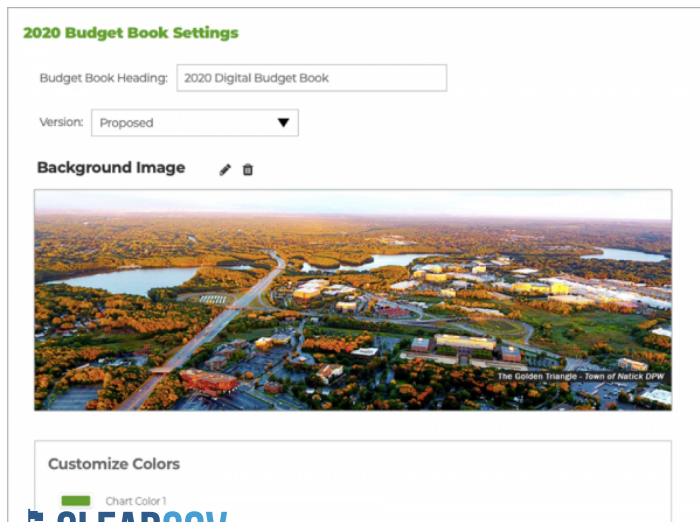 2020 Budget Book Settings
Budget Book Heading: 2020 Digital Budget Book
Version: Proposed
Background Image
The Golden Triangle - Town of Natick DPW
Customize Colors
Chart Color 1
CLEARGOV